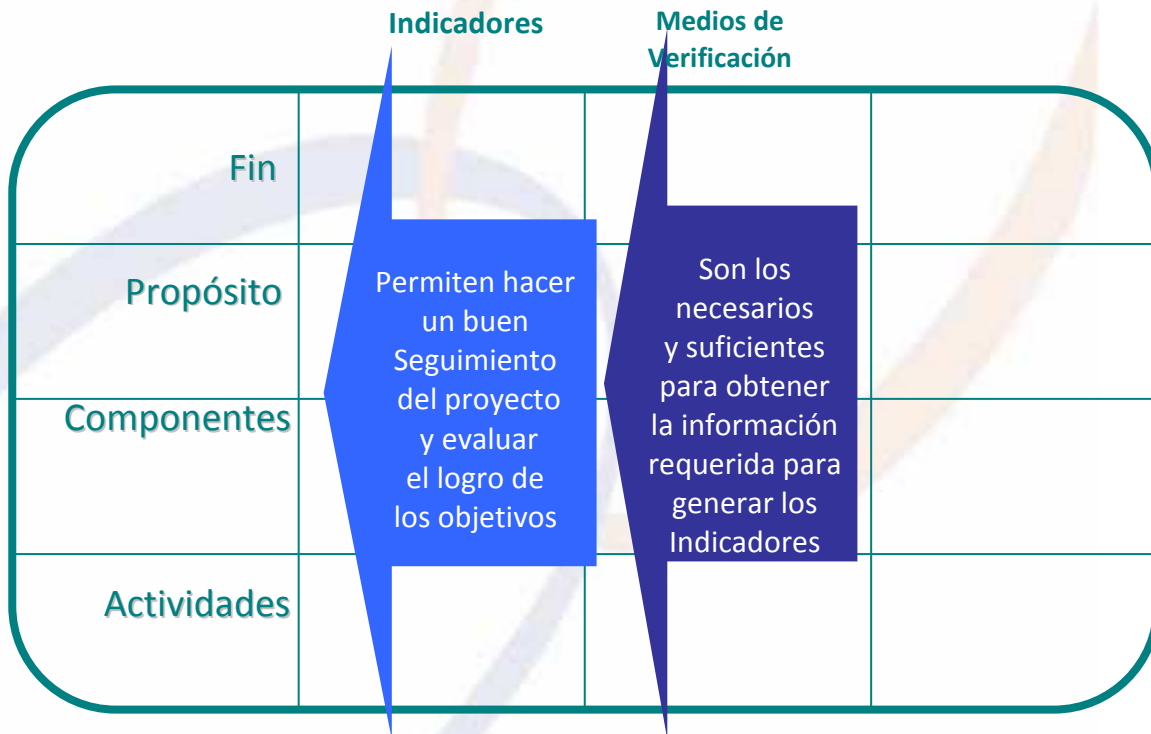 Indicadores
Medios de
Verificación
Fin
Propósito
Componentes
Actividades
Permiten hacer
un buen
Seguimiento
del proyecto
y evaluar
el logro de
los objetivos
Son los
necesarios
y suficientes
para obtener
la información
requerida para
generar los
Indicadores